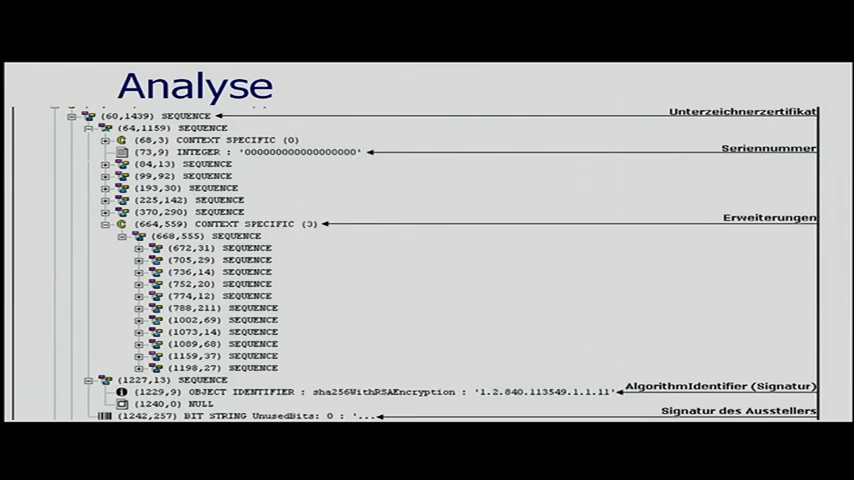 Analyse
(60,1439) SEQUENCE Unterzeichnerzertifikat
(64,1159) SEQUENCE
(68,3) CONTEXT SPECIFIC (0)
(73,9) INTEGER : '000000000000000000' Seriennummer
(84,13) SEQUENCE
(99,92) SEQUENCE
(193,30) SEQUENCE
(225,142) SEQUENCE
(370,290) SEQUENCE
(664,559) CONTEXT SPECIFIC (3) Erweiterungen
(668,555) SEQUENCE
(672,31) SEQUENCE
(705,29) SEQUENCE
(736,14) SEQUENCE
(752,20) SEQUENCE
(774,12) SEQUENCE
(788,211) SEQUENCE
(1002,69) SEQUENCE
(1073,14) SEQUENCE
(1089,68) SEQUENCE
(1159,37) SEQUENCE
(1198,27) SEQUENCE
(1227,13) SEQUENCE
(1229,9) OBJECT IDENTIFIER : sha256WithRSAEncryption : '1.2.840.113549.1.1.11' AlgorithmIdentifier (Signatur)
(1240,0) NULL
(1242,257) BIT STRING UnusedBits: 0 : '... Signatur des Ausstellers